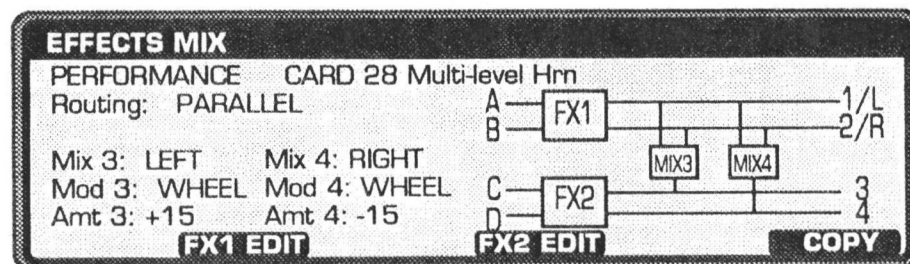 EFFECTS MIX
PERFORMANCE CARD 28 Multi-level Hrn
Routing: PARALLEL
Mix 3: LEFT Mix 4: RIGHT
Mod 3: WHEEL Mod 4: WHEEL
Amt 3: +15 Amt 4: -15
A
B
FX1
1/L
2/R
MIX3 MIX4
C
D
FX2
3
4
FX1 EDIT FX2 EDIT COPY